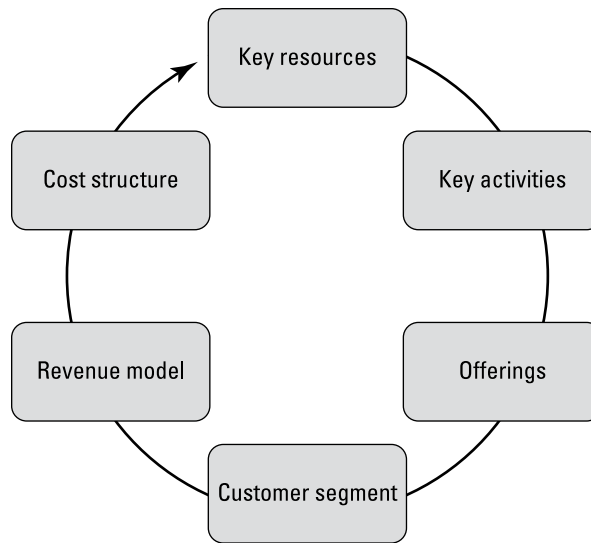 Key resources
Key activities
Offerings
Customer segment
Revenue model
Cost structure